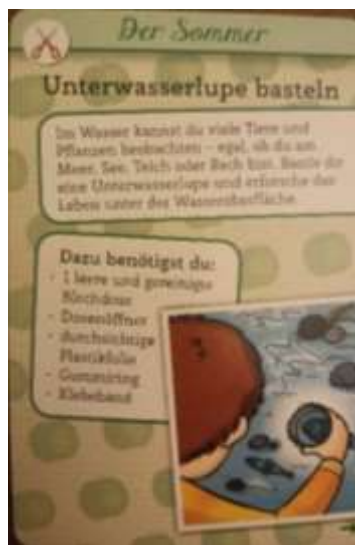 Der Sommer
Unterwasserlupe basteln
Im Wasser kannst du viele Tiere und
Pflanzen beobachten – egal, ob du am
Meer, See, Teich oder Bach bist. Bastle dir
eine Unterwasserlupe und erforsche das
Leben unter der Wasseroberfläche.
Dazu benötigst du:
- 1 leere und gereinigte
Blechdose
- Dosenöffner
- durchsichtige
Plastikfolie
- Gummiring
- Klebeband